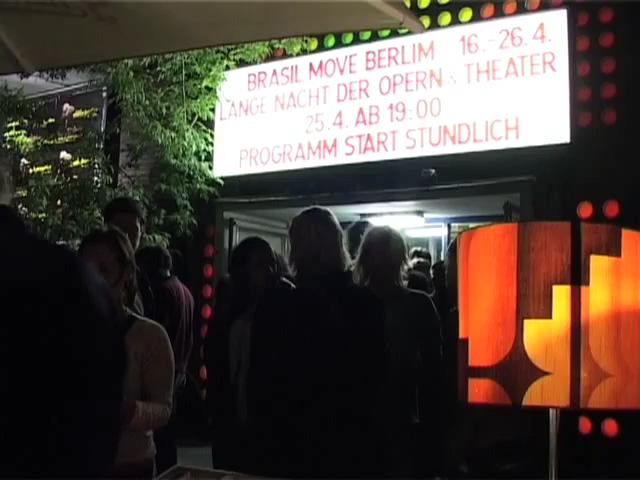 BRASIL MOVE BERLIM 16.-26.4.
LANGE NACHT DER OPERN & THEATER
25.4. AB 19:00
PROGRAMM START STUNDLICH